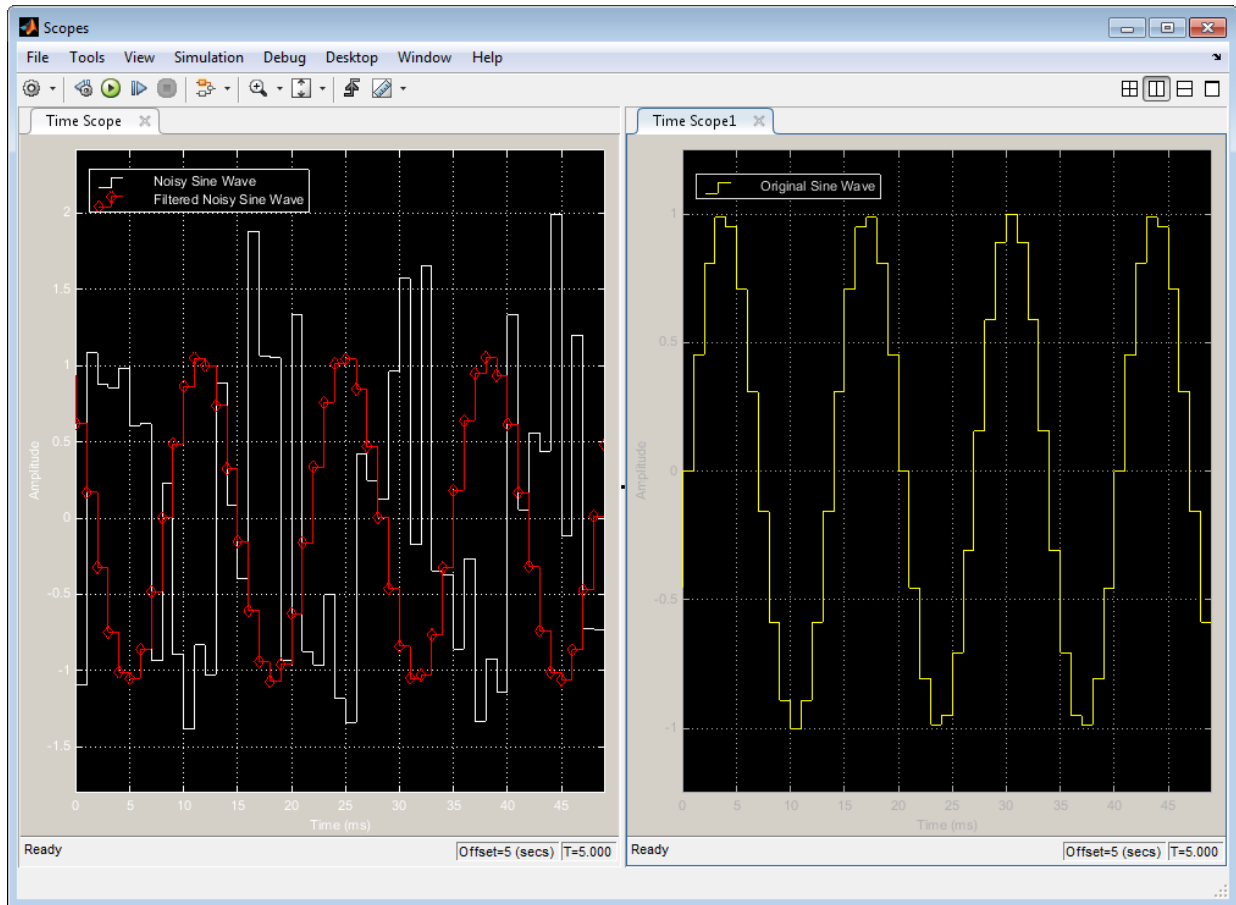 Scopes
File Tools View Simulation Debug Desktop Window Help
Time Scope
Noisy Sine Wave
Filtered Noisy Sine Wave
2
1.5
1
0.5
0
-0.5
-1
-1.5
Amplitude
0 5 10 15 20 25 30 35 40 45
Time (ms)
Ready Offset=5 (secs) T=5.000
Time Scope1
Original Sine Wave
1
0.5
0
-0.5
-1
Amplitude
0 5 10 15 20 25 30 35 40 45
Time (ms)
Ready Offset=5 (secs) T=5.000